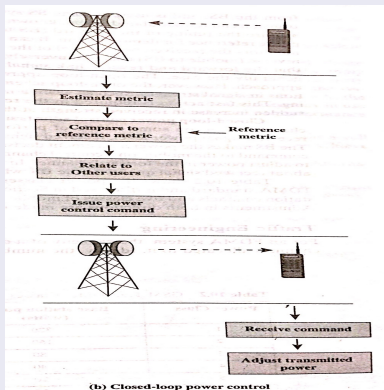 Estimate metric
Compare to
reference metric
Reference
metric
Relate to
Other users
Issue power
control comand
Receive command
Adjust transmitted
power
(b) Closed-loop power control